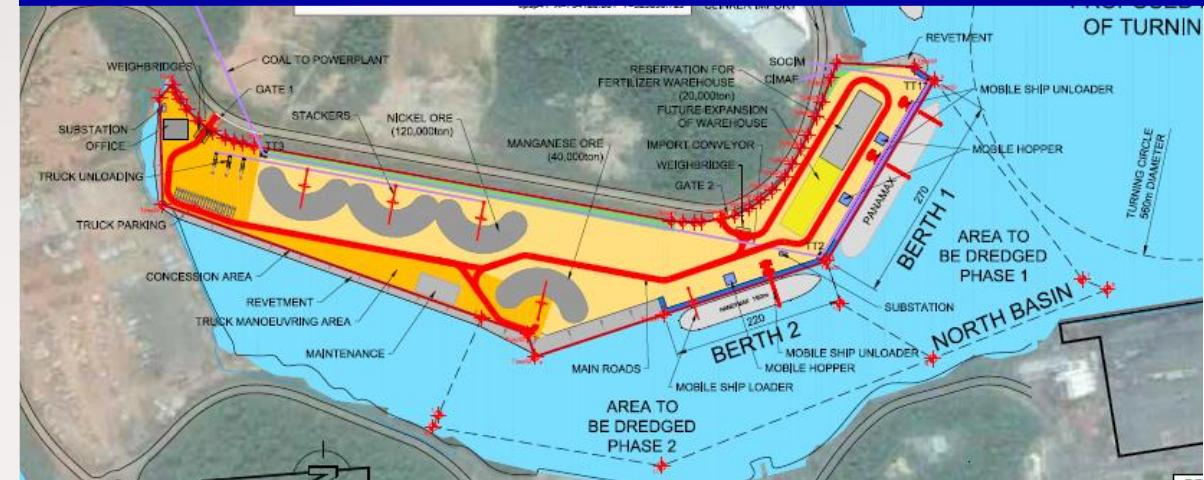 CLINKER IMPORT
OF TURNIN
REVETMENT
WEIGHBRIDGES
COAL TO POWERPLANT
GATE 1
STACKERS
NICKEL ORE
(120,000ton)
MANGANESE ORE
(40,000ton)
RESERVATION FOR
FERTILIZER WAREHOUSE
(20,000ton)
FUTURE EXPANSION
OF WAREHOUSE
IMPORT CONVEYOR
WEIGHBRIDGE
GATE 2
SOCIM
CIMAF
TT1
MOBILE SHIP UNLOADER
MOBILE HOPPER
TURNING CIRCLE
560m DIAMETER
SUBSTATION
OFFICE
TT3
TRUCK UNLOADING
TRUCK PARKING
CONCESSION AREA
REVETMENT
TRUCK MANOEUVRING AREA
MAINTENANCE
PANAMAX
270
BERTH 1
TT2
AREA TO
BE DREDGED
PHASE 1
SUBSTATION
NORTH BASIN
220
BERTH 2
MOBILE SHIP UNLOADER
MOBILE HOPPER
MAIN ROADS
MOBILE SHIP LOADER
AREA TO
BE DREDGED
PHASE 2